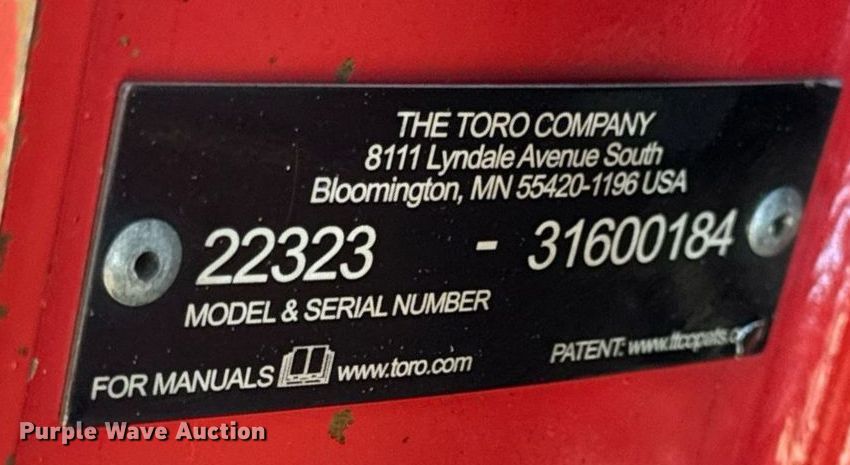 THE TORO COMPANY
8111 Lyndale Avenue South
Bloomington, MN 55420-1196 USA
22323 - 31600184
MODEL & SERIAL NUMBER
FOR MANUALS www.toro.com
PATENT:
Purple Wave Auction